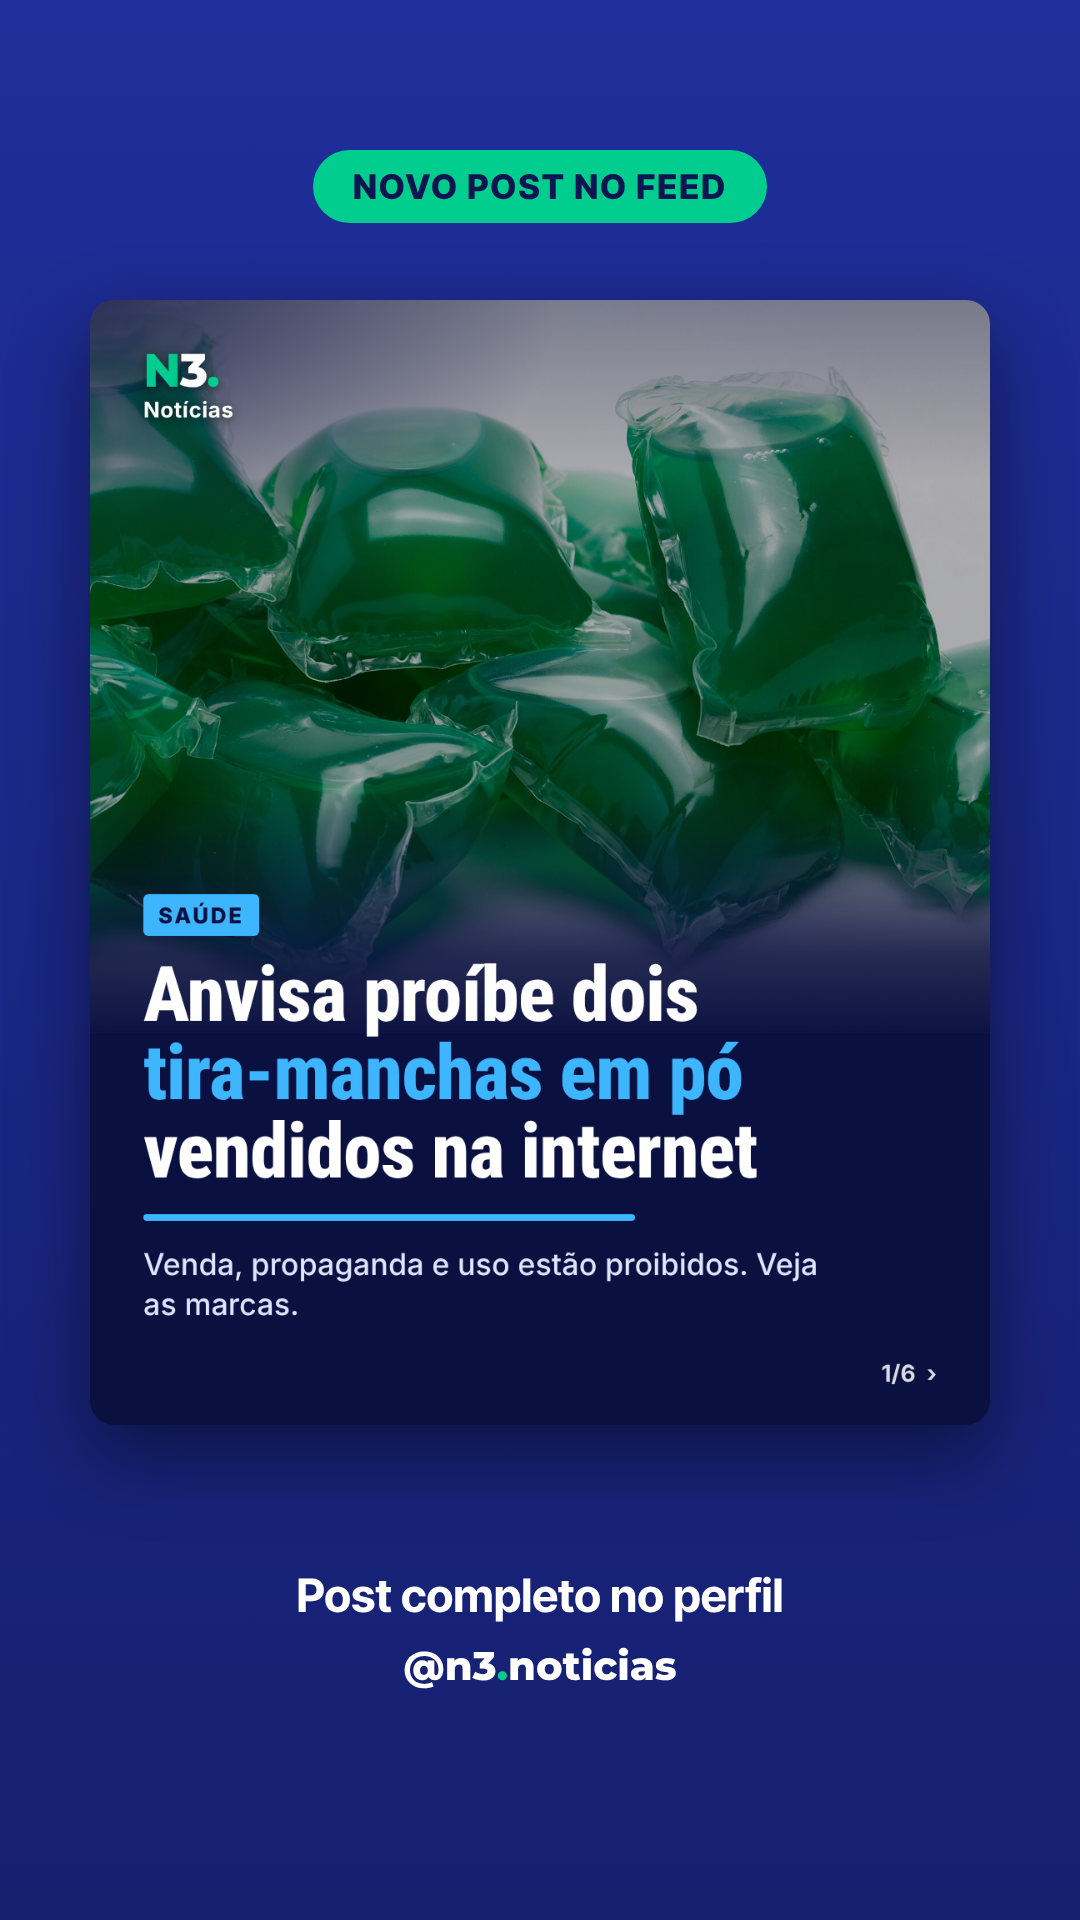 NOVO POST NO FEED
N3.
Notícias
SAÚDE
Anvisa proíbe dois
tira-manchas em pó
vendidos na internet
Venda, propaganda e uso estão proibidos. Veja
as marcas.
1/6 ›
Post completo no perfil
@n3.noticias